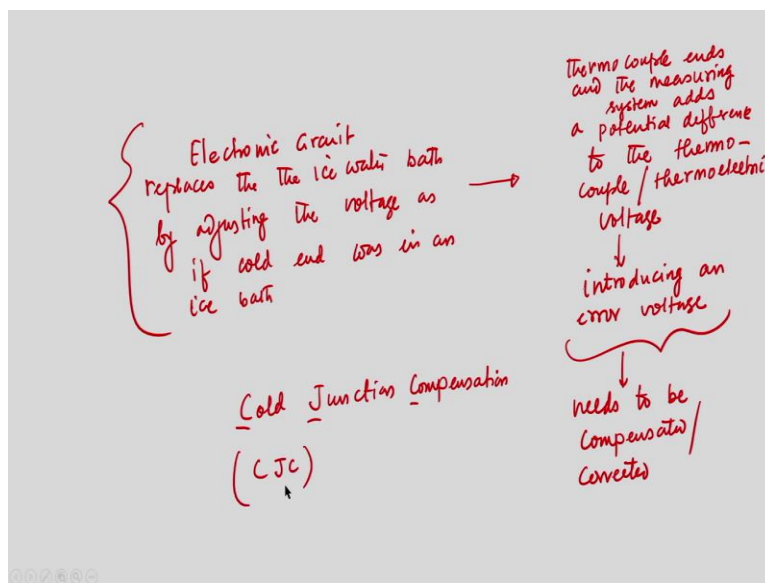 Electronic circuit
replaces the the ice water bath
by adjusting the voltage as
if cold end was in an
ice bath
thermocouple ends
and the measuring
system adds
a potential difference
to the thermo-
couple/thermoelectric
voltage
introducing an
error voltage
needs to be
Compensated/
Corrected
Cold Junction Compensation
(CJC)